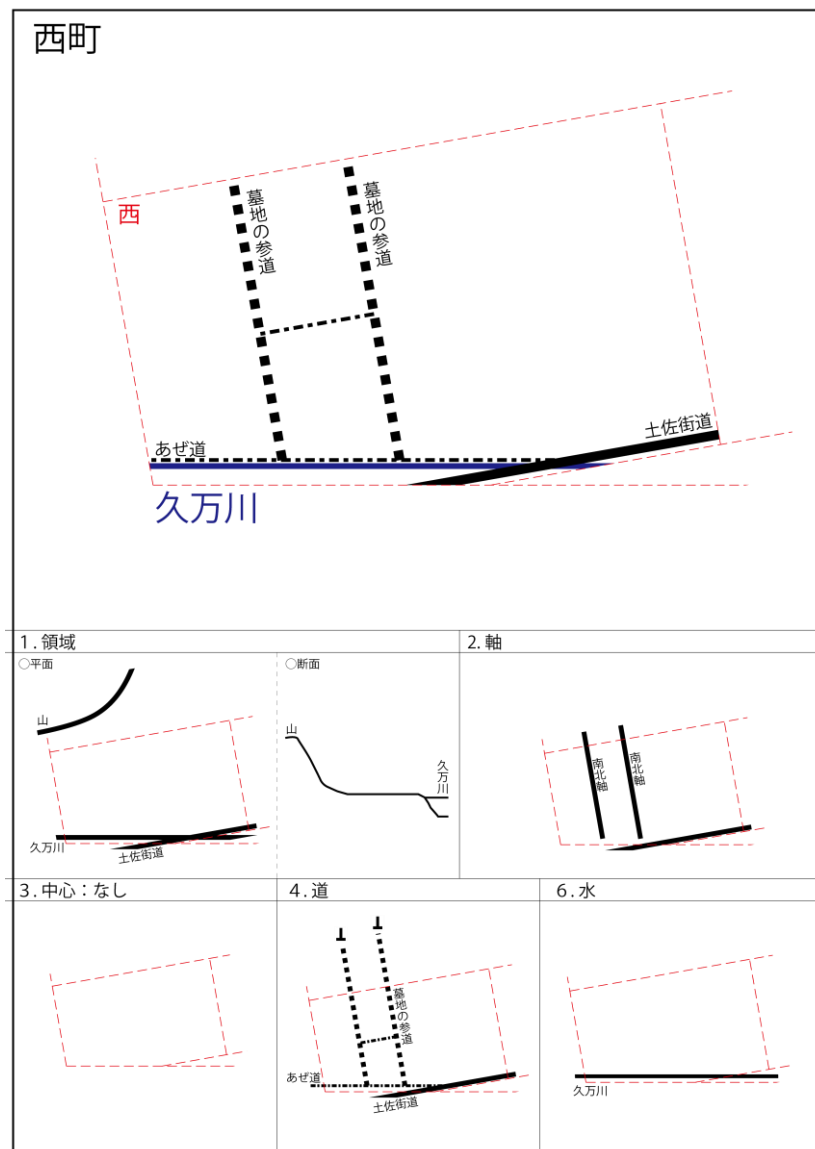 西町
西
墓地の参道
墓地の参道
あぜ道
土佐街道
久万川
1.領域
2.軸
○平面
○断面
山
久万川
土佐街道
山
久万川
南北軸
南北軸
3.中心：なし
4.道
6.水
墓地の参道
あぜ道
土佐街道
久万川